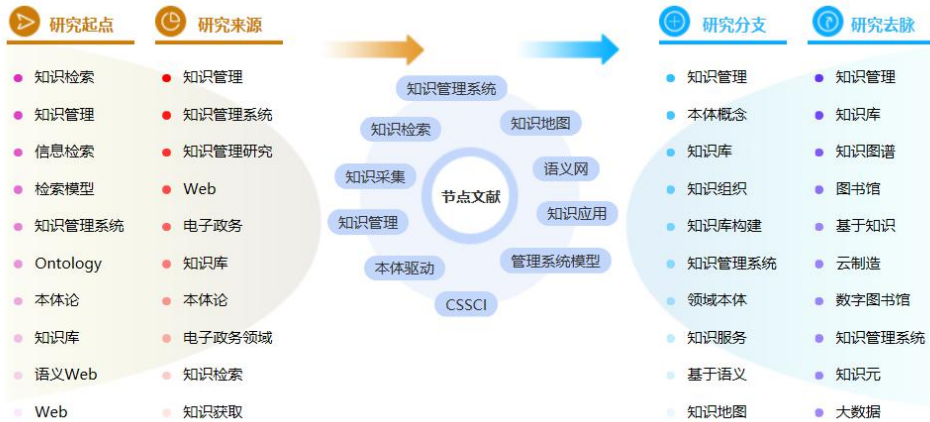 研究起点
知识检索
知识管理
信息检索
检索模型
知识管理系统
Ontology
本体论
知识库
语义Web
Web
研究来源
知识管理
知识管理系统
知识管理研究
Web
电子政务
知识库
本体论
电子政务领域
知识检索
知识获取
知识管理系统
知识检索
知识地图
知识采集
语义网
节点文献
知识管理
知识应用
本体驱动
管理系统模型
CSSCI
研究分支
知识管理
本体概念
知识库
知识组织
知识库构建
知识管理系统
领域本体
知识服务
基于语义
知识地图
研究去脉
知识管理
知识库
知识图谱
图书馆
基于知识
云制造
数字图书馆
知识管理系统
知识元
大数据